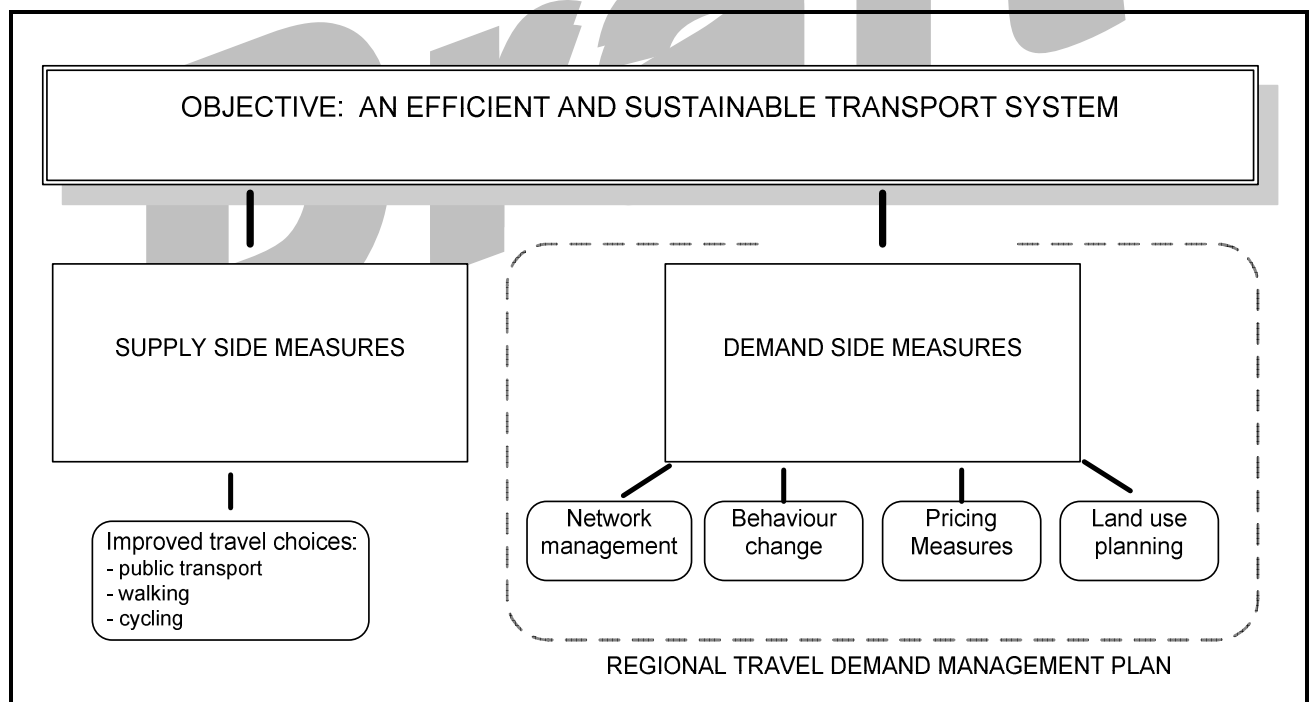 Draft
OBJECTIVE: AN EFFICIENT AND SUSTAINABLE TRANSPORT SYSTEM
SUPPLY SIDE MEASURES
Improved travel choices:
- public transport
- walking
- cycling
DEMAND SIDE MEASURES
Network
management
Behaviour
change
Pricing
Measures
Land use
planning
REGIONAL TRAVEL DEMAND MANAGEMENT PLAN